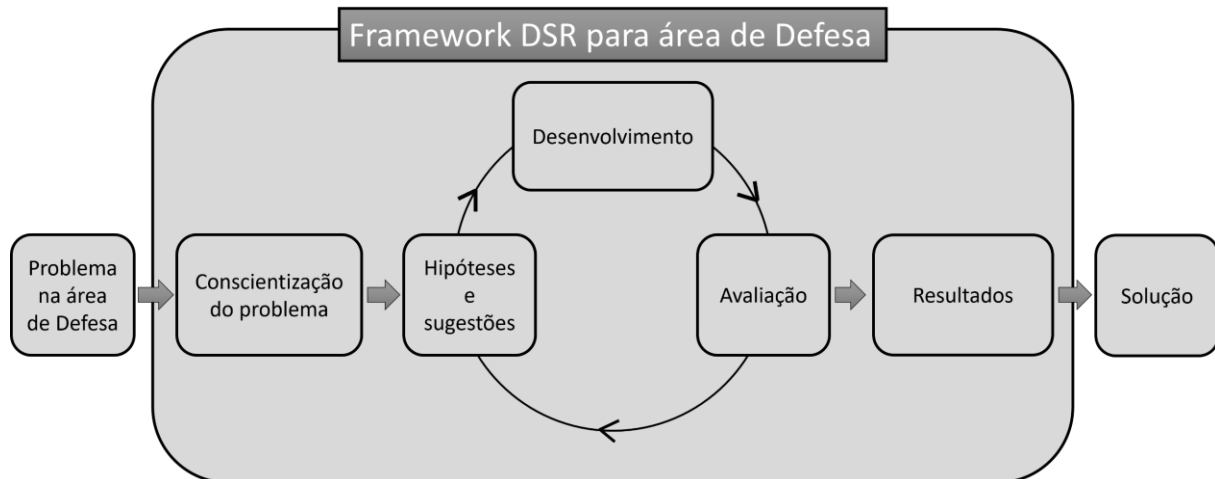 Framework DSR para área de Defesa
Desenvolvimento
Problema
na área
de Defesa
Conscientização
do problema
Hipóteses
e
sugestões
Avaliação
Resultados
Solução